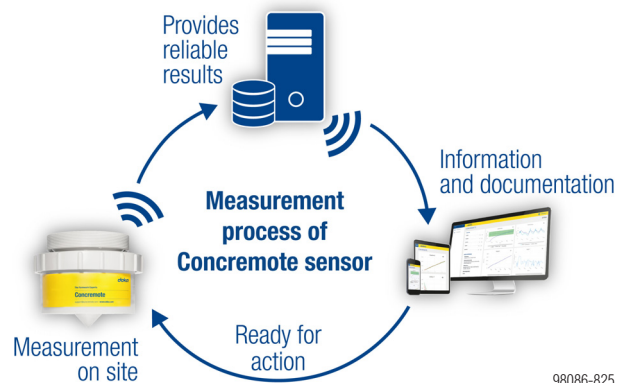 Provides
reliable
results
Information
and documentation
Measurement
process of
Concremote sensor
doka
Concremote
Ready for
action
Measurement
on site
98086-825